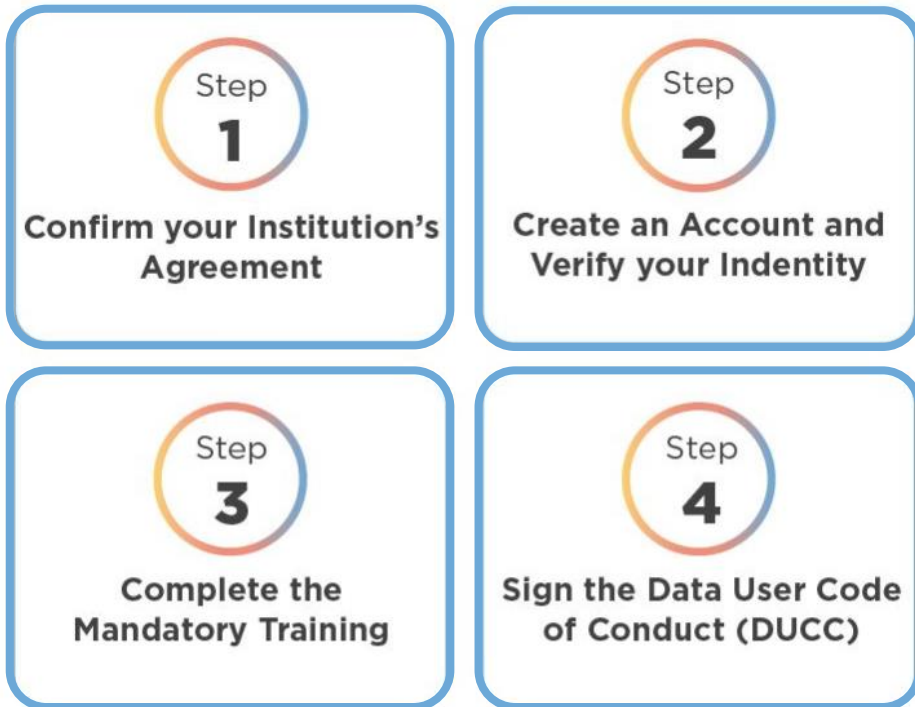 Step
1
Confirm your Institution's
Agreement
Step
2
Create an Account and
Verify your Indentity
Step
3
Complete the
Mandatory Training
Step
4
Sign the Data User Code
of Conduct (DUCC)